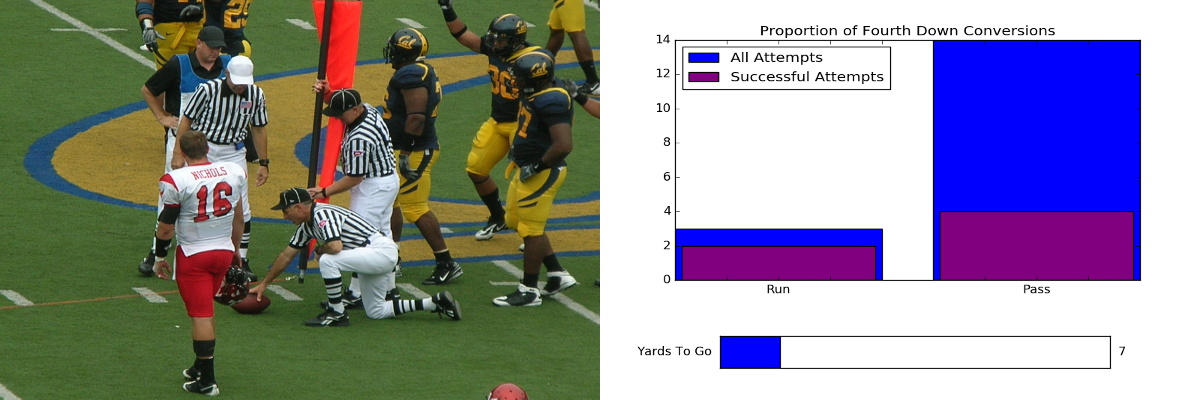 NICHOLS
16
Cal
Proportion of Fourth Down Conversions
14
12
10
8
6
4
2
0
All Attempts
Successful Attempts
Run
Pass
Yards To Go
7